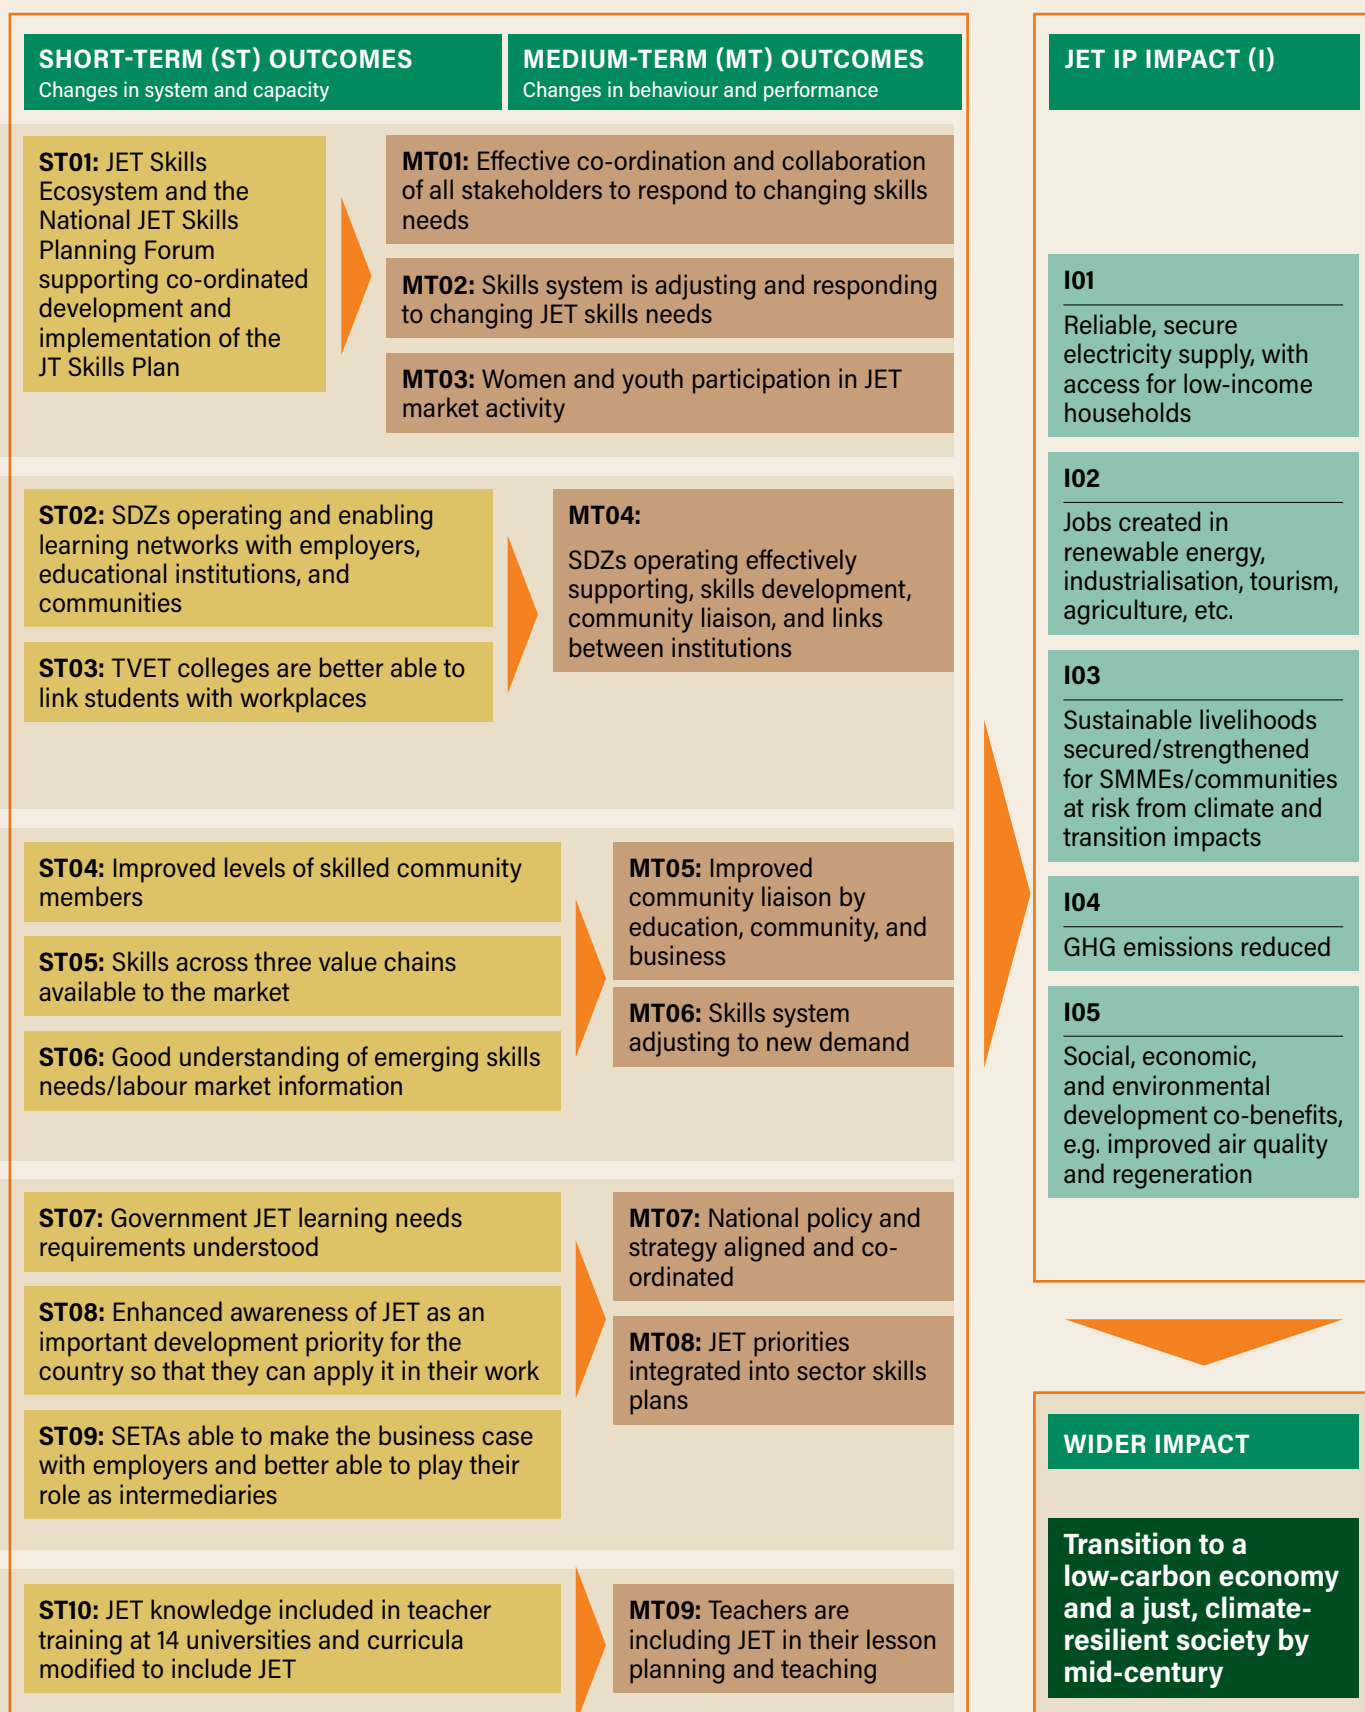 SHORT-TERM (ST) OUTCOMES
Changes in system and capacity
MEDIUM-TERM (MT) OUTCOMES
Changes in behaviour and performance
ST01: JET Skills
Ecosystem and the
National JET Skills
Planning Forum
supporting co-ordinated
development and
implementation of the
JT Skills Plan
MT01: Effective co-ordination and collaboration
of all stakeholders to respond to changing skills
needs
MT02: Skills system is adjusting and responding
to changing JET skills needs
MT03: Women and youth participation in JET
market activity
ST02: SDZs operating and enabling
learning networks with employers,
educational institutions, and
communities
ST03: TVET colleges are better able to
link students with workplaces
MT04:
SDZs operating effectively
supporting, skills development,
community liaison, and links
between institutions
ST04: Improved levels of skilled community
members
ST05: Skills across three value chains
available to the market
ST06: Good understanding of emerging skills
needs/labour market information
MT05: Improved
community liaison by
education, community, and
business
MT06: Skills system
adjusting to new demand
ST07: Government JET learning needs
requirements understood
ST08: Enhanced awareness of JET as an
important development priority for the
country so that they can apply it in their work
ST09: SETAs able to make the business case
with employers and better able to play their
role as intermediaries
MT07: National policy and
strategy aligned and co-
ordinated
MT08: JET priorities
integrated into sector skills
plans
ST10: JET knowledge included in teacher
training at 14 universities and curricula
modified to include JET
MT09: Teachers are
including JET in their lesson
planning and teaching
JET IP IMPACT (I)
I01
Reliable, secure
electricity supply, with
access for low-income
households
I02
Jobs created in
renewable energy,
industrialisation, tourism,
agriculture, etc.
I03
Sustainable livelihoods
secured/strengthened
for SMMEs/communities
at risk from climate and
transition impacts
I04
GHG emissions reduced
I05
Social, economic,
and environmental
development co-benefits,
e.g. improved air quality
and regeneration
WIDER IMPACT
Transition to a
low-carbon economy
and a just, climate-
resilient society by
mid-century